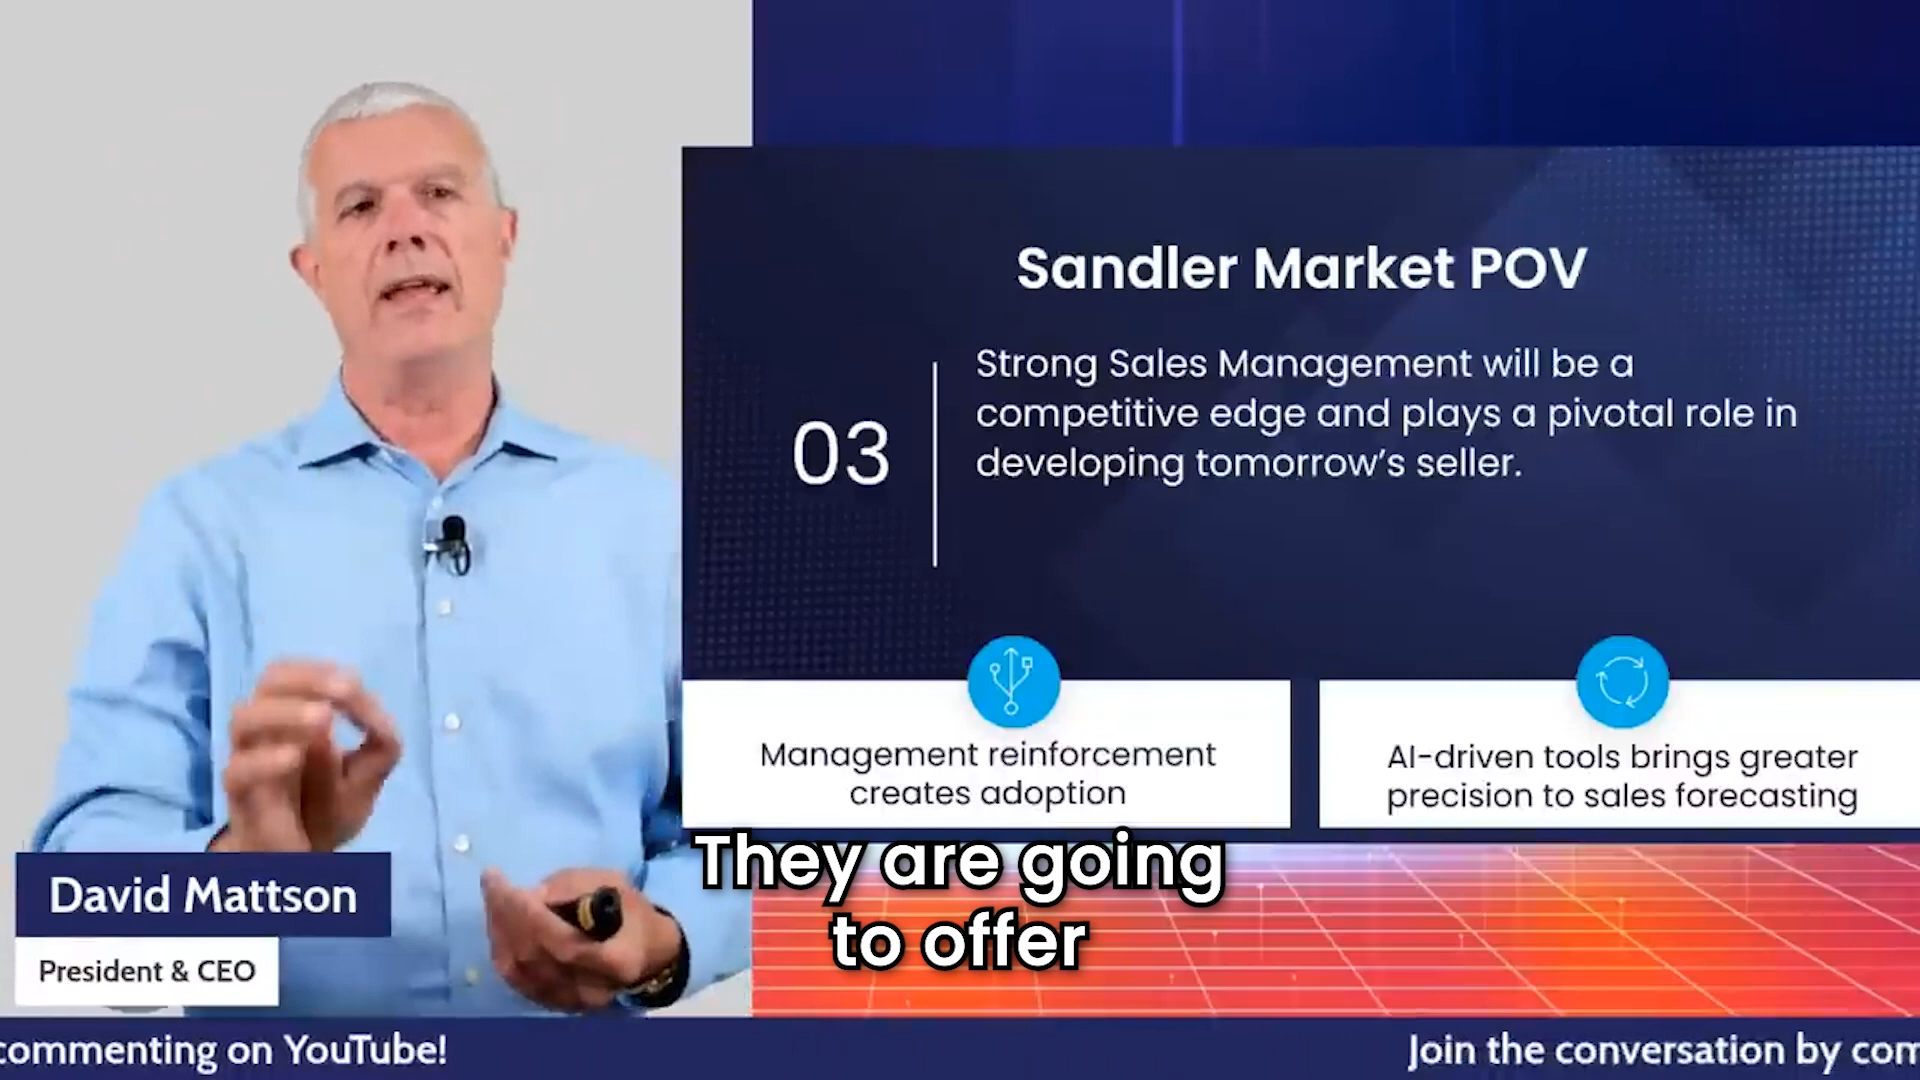 Sandler Market POV
03
Strong Sales Management will be a
competitive edge and plays a pivotal role in
developing tomorrow’s seller.
Management reinforcement
creates adoption
AI-driven tools brings greater
precision to sales forecasting
They are going
to offer
David Mattson
President & CEO
commenting on YouTube!
Join the conversation by com